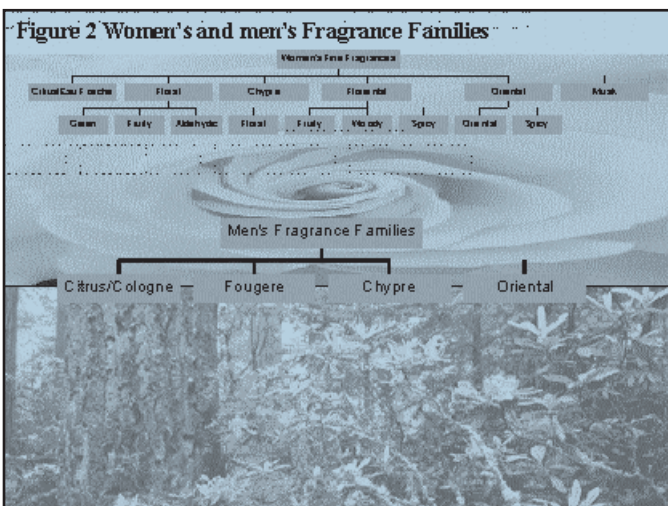 Figure 2 Women's and men's Fragrance Families
Women's Fine Fragrances
Citrus/Eau Fraiche Floral Chypre Floriental Oriental Musk
Green Fruity Aldehydic Floral Fruity Woody Spicy Oriental Spicy
Men's Fragrance Families
Citrus/Cologne Fougere Chypre Oriental